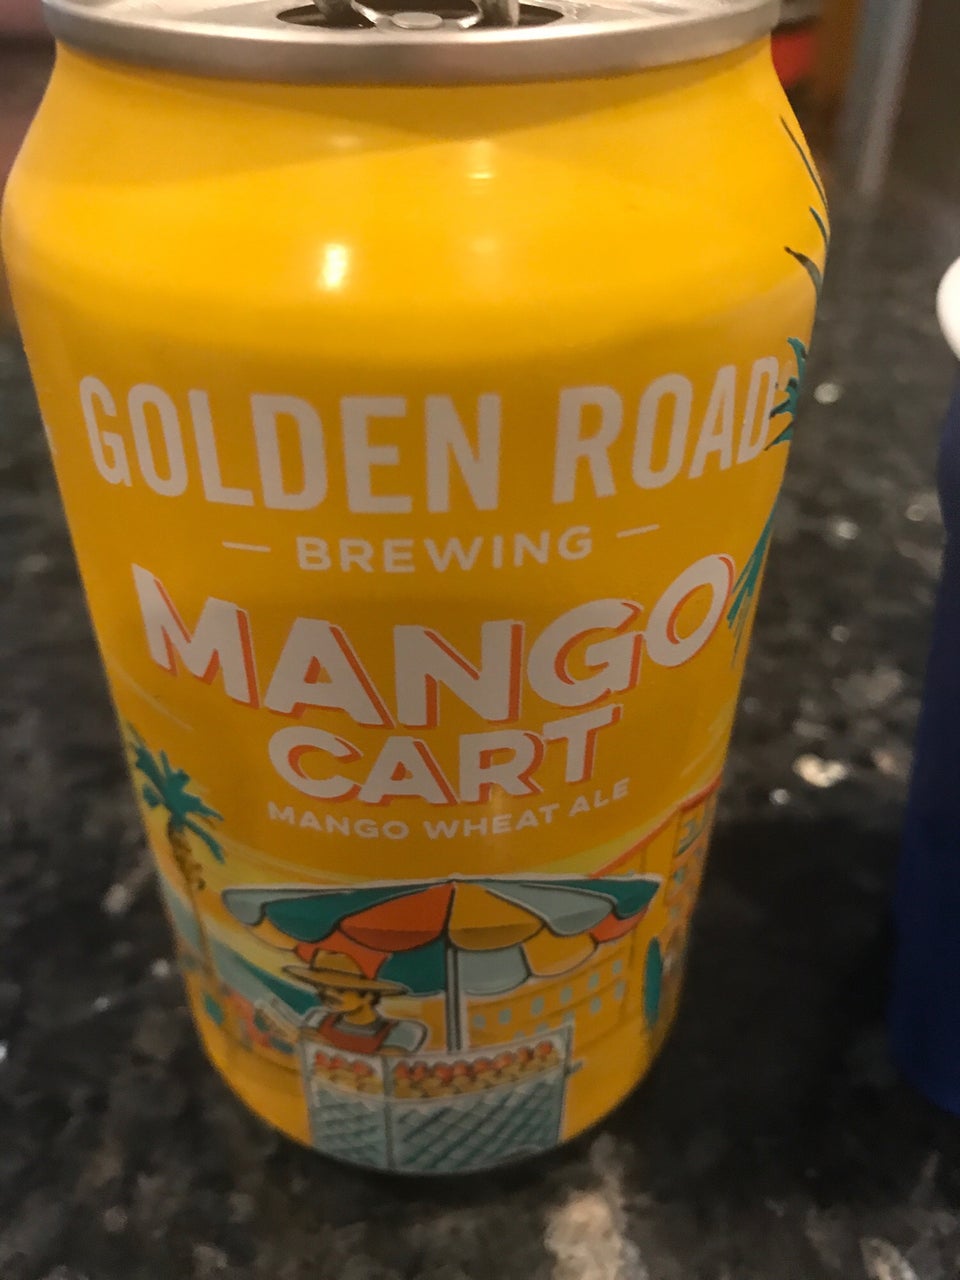 GOLDEN ROAD
— BREWING —
MANGO
CART
MANGO WHEAT ALE